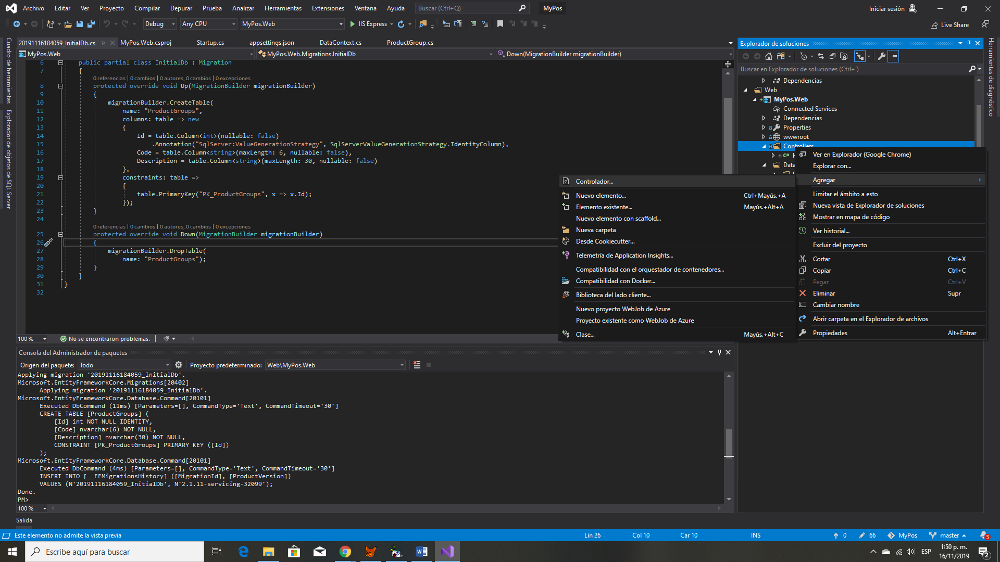 Archivo Editar Ver Proyecto Compilar Depurar Prueba Analizar Herramientas Extensiones Ventana Ayuda Buscar (Ctrl+Q) MyPos Iniciar sesión
Debug Any CPU MyPos.Web IIS Express Live Share
Cuadro de herramientas
Explorador de objetos de SQL Server
20191116184059_InitialDb.cs MyPos.Web.csproj Startup.cs appsettings.json DataContext.cs ProductGroup.cs
MyPos.Web MyPos.Web.Migrations.InitialDb Down(MigrationBuilder migrationBuilder)
6 public partial class InitialDb : Migration
7 {
0 referencias | 0 cambios | 0 autores, 0 cambios | 0 excepciones
8 protected override void Up(MigrationBuilder migrationBuilder)
9 {
10 migrationBuilder.CreateTable(
11 name: "ProductGroups",
12 columns: table => new
13 {
14 Id = table.Column<int>(nullable: false)
15 .Annotation("SqlServer:ValueGenerationStrategy", SqlServerValueGenerationStrategy.IdentityColumn),
16 Code = table.Column<string>(maxLength: 6, nullable: false),
17 Description = table.Column<string>(maxLength: 30, nullable: false)
18 },
19 constraints: table =>
20 {
21 table.PrimaryKey("PK_ProductGroups", x => x.Id);
22 });
23 }
24
0 referencias | 0 cambios | 0 autores, 0 cambios | 0 excepciones
25 protected override void Down(MigrationBuilder migrationBuilder)
26 {
27 migrationBuilder.DropTable(
28 name: "ProductGroups");
29 }
30 }
31 }
32
100 % No se encontraron problemas.
Consola del Administrador de paquetes
Origen del paquete: Todo Proyecto predeterminado: Web\MyPos.Web
Applying migration '20191116184059_InitialDb'.
Microsoft.EntityFrameworkCore.Migrations[20402]
Applying migration '20191116184059_InitialDb'.
Microsoft.EntityFrameworkCore.Database.Command[20101]
Executed DbCommand (11ms) [Parameters=[], CommandType='Text', CommandTimeout='30']
CREATE TABLE [ProductGroups] (
[Id] int NOT NULL IDENTITY,
[Code] nvarchar(6) NOT NULL,
[Description] nvarchar(30) NOT NULL,
CONSTRAINT [PK_ProductGroups] PRIMARY KEY ([Id])
);
Microsoft.EntityFrameworkCore.Database.Command[20101]
Executed DbCommand (4ms) [Parameters=[], CommandType='Text', CommandTimeout='30']
INSERT INTO [__EFMigrationsHistory] ([MigrationId], [ProductVersion])
VALUES (N'20191116184059_InitialDb', N'2.1.11-servicing-32099');
Done.
PM>
100 %
Salida
Explorador de soluciones
Buscar en Explorador de soluciones (Ctrl+´)
Dependencias
Web
MyPos.Web
Connected Services
Dependencias
Properties
wwwroot
Controllers
Data
Herramientas de diagnóstico
Controlador...
Nuevo elemento... Ctrl+Mayús.+A
Elemento existente... Mayús.+Alt+A
Nuevo elemento con scaffold...
Nueva carpeta
Desde Cookiecutter...
Telemetría de Application Insights...
Compatibilidad con el orquestador de contenedores...
Compatibilidad con Docker...
Biblioteca del lado cliente...
Nuevo proyecto WebJob de Azure
Proyecto existente como WebJob de Azure
Clase... Mayús.+Alt+C
Ver en Explorador (Google Chrome)
Explorar con...
Agregar
Limitar el ámbito a esto
Nueva vista de Explorador de soluciones
Mostrar en mapa de código
Ver historial...
Excluir del proyecto
Cortar Ctrl+X
Copiar Ctrl+C
Pegar Ctrl+V
Eliminar Supr
Cambiar nombre
Abrir carpeta en el Explorador de archivos
Propiedades Alt+Entrar
Este elemento no admite la vista previa Lín 26 Col 10 Car 10 INS 0 66 MyPos master 3
Escribe aquí para buscar ESP 1:50 p. m.
16/11/2019 2